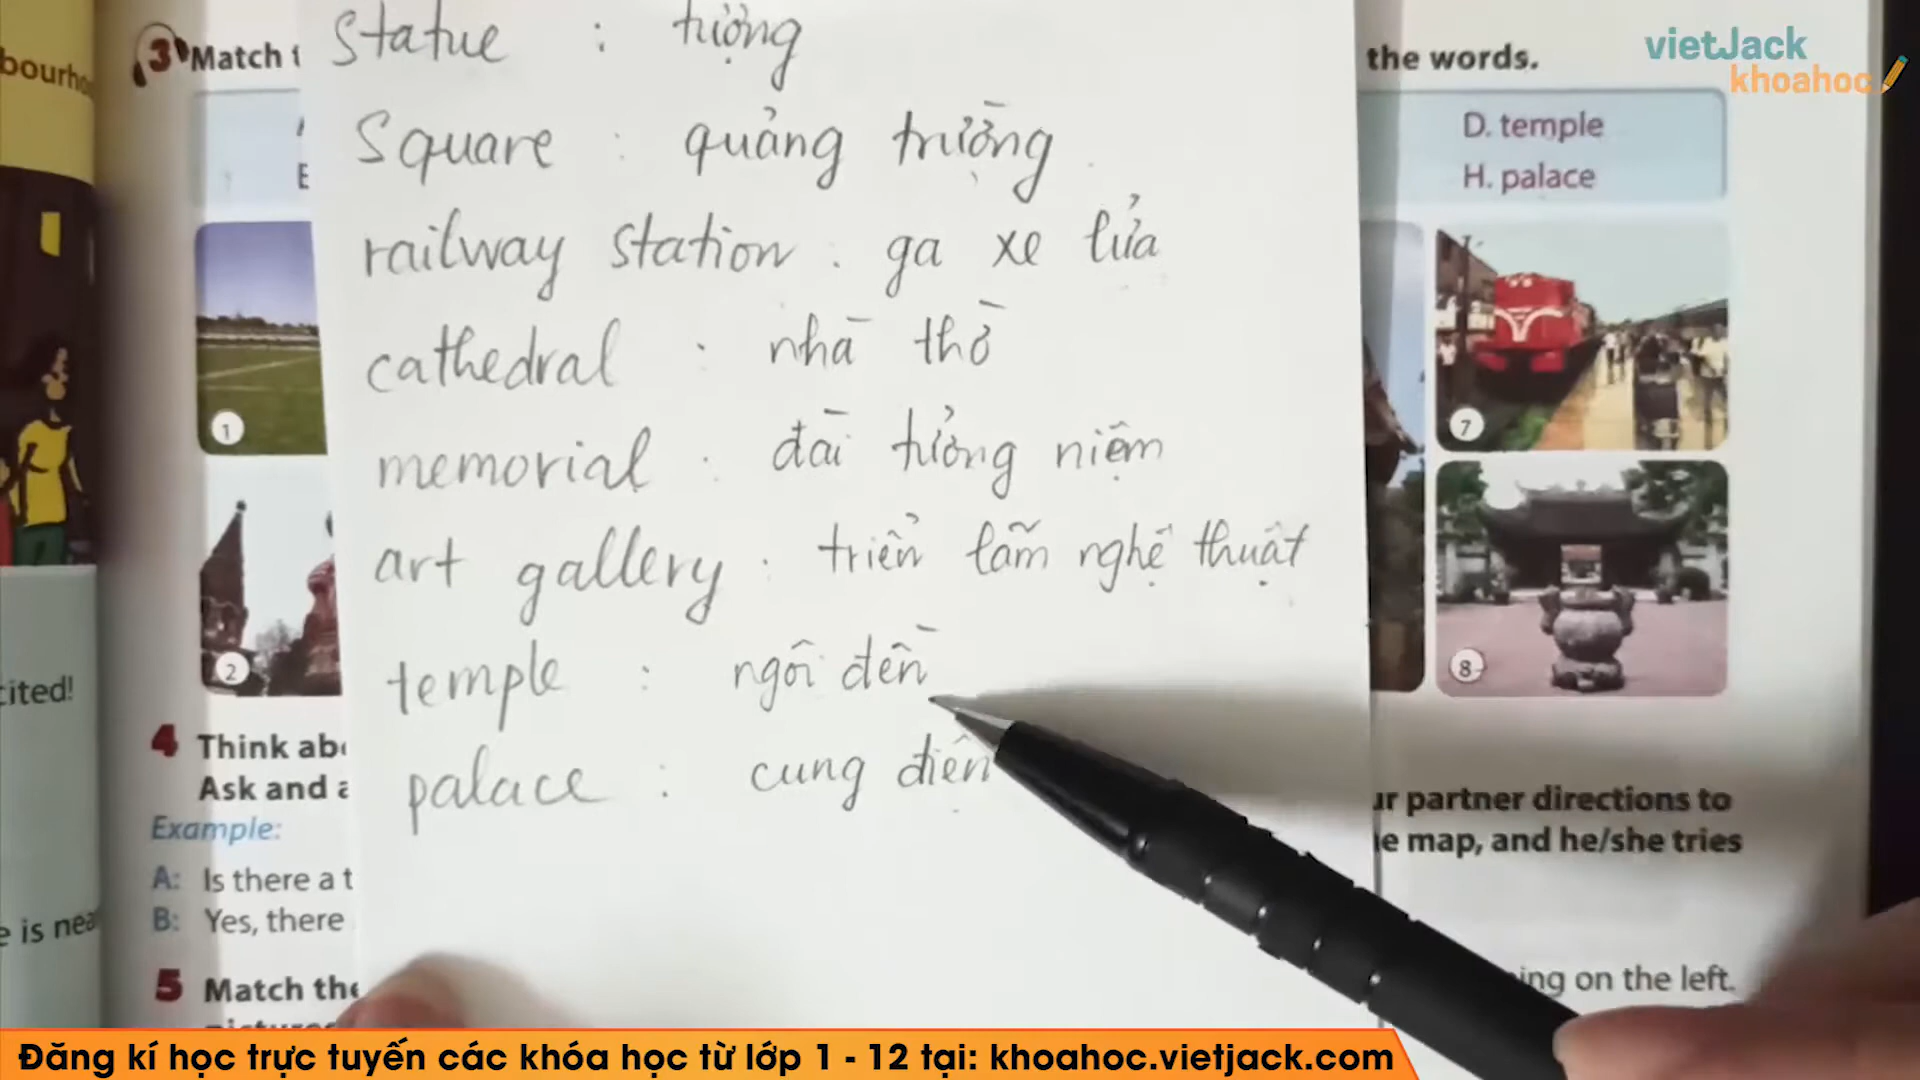 statue : tượng
Square : quảng trường
railway station : ga xe lửa
cathedral : nhà thờ
memorial : đài tưởng niệm
art gallery : triển lãm nghệ thuật
temple : ngôi đền
palace : cung điện
3 Match t
the words.
vietJack
khoahoc
D. temple
E
H. palace
1
2
7
8
bourho
cited!
e is nea
4 Think abo
Ask and a
Example:
A: Is there a t
B: Yes, there
5 Match the
pictures
ur partner directions to
e map, and he/she tries
ing on the left.
Đăng kí học trực tuyến các khóa học từ lớp 1 - 12 tại: khoahoc.vietjack.com